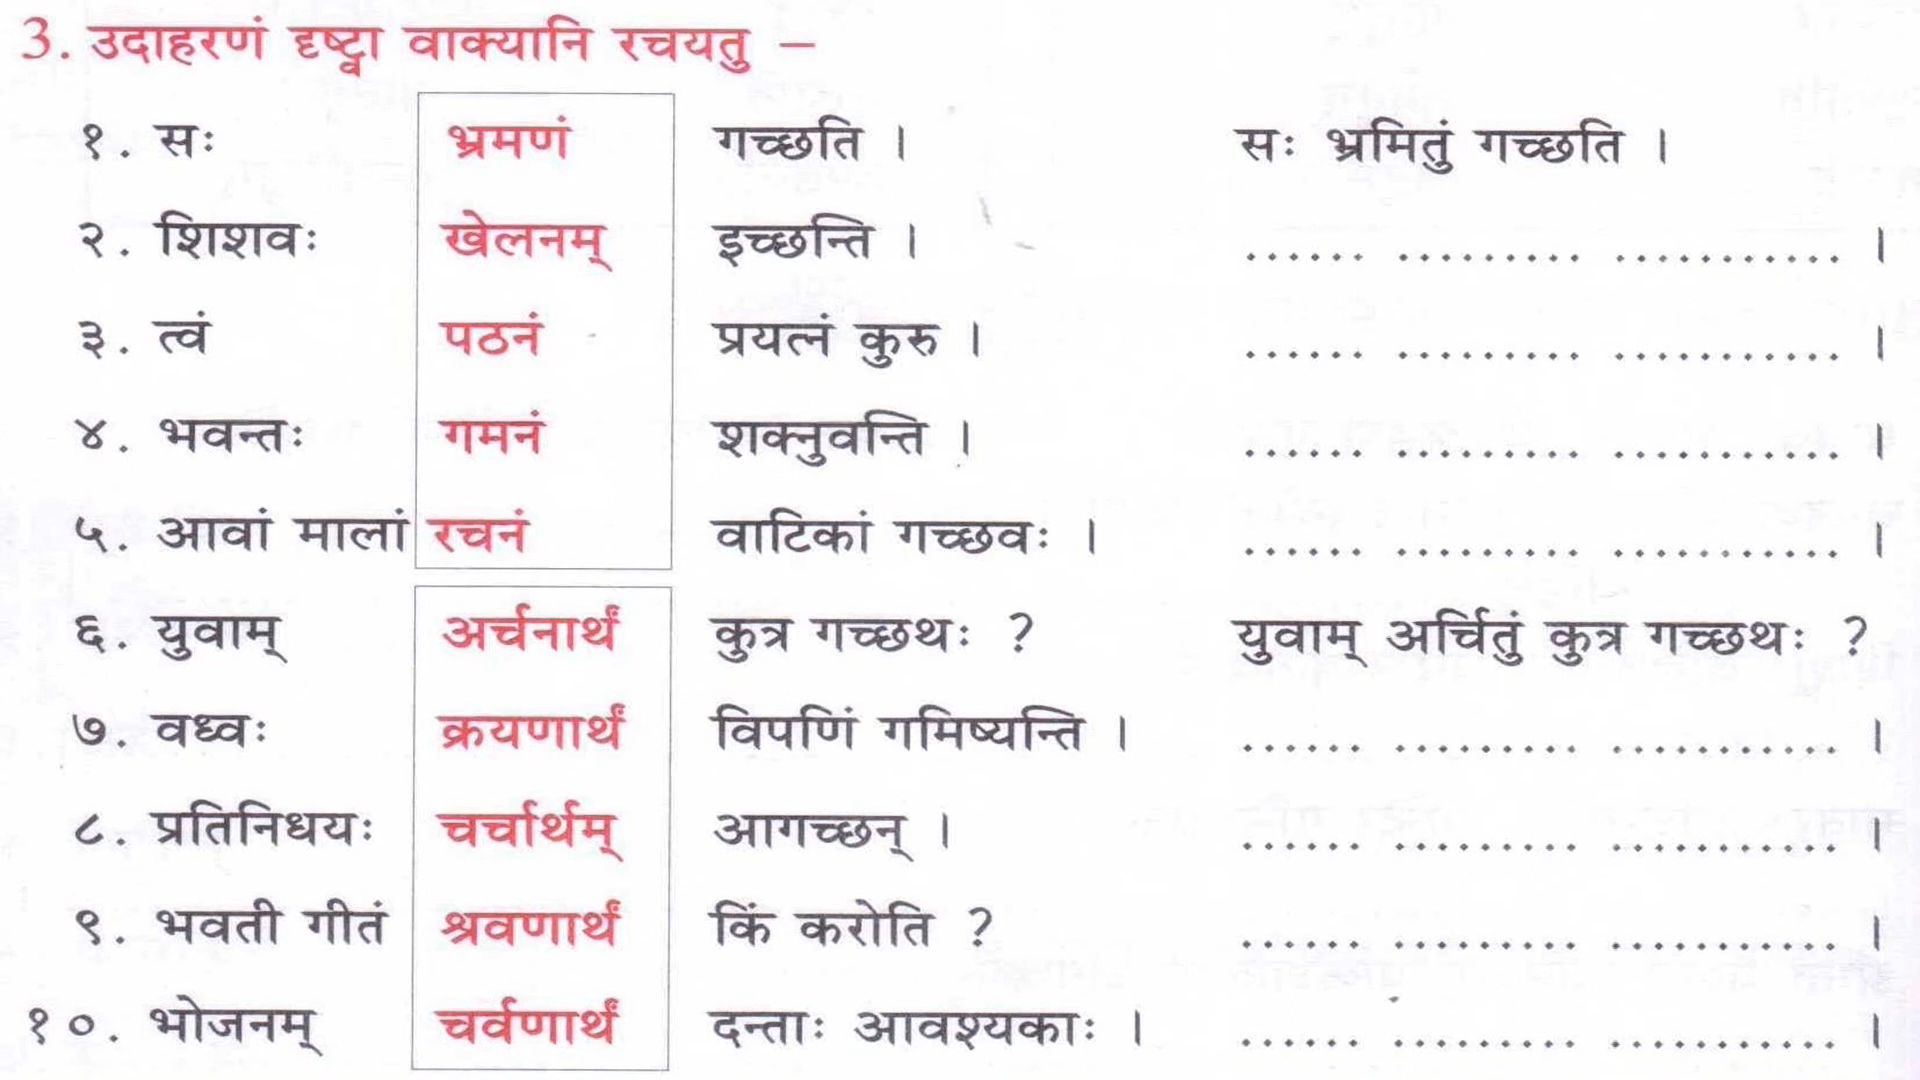 3. उदाहरणं दृष्ट्वा वाक्यानि रचयतु –
१. सः भ्रमणं गच्छति । सः भ्रमितुं गच्छति ।
२. शिशवः खेलनम् इच्छन्ति । ...... ......... ........... ।
३. त्वं पठनं प्रयत्नं कुरु । ...... ......... ........... ।
४. भवन्तः गमनं शक्नुवन्ति । ...... ......... ........... ।
५. आवां मालां रचनं वाटिकां गच्छवः । ...... ......... ........... ।
६. युवाम् अर्चनार्थं कुत्र गच्छथः ? युवाम् अर्चितुं कुत्र गच्छथः ?
७. वध्वः क्रयणार्थं विपणिं गमिष्यन्ति । ...... ......... ........... ।
८. प्रतिनिधयः चर्चार्थम् आगच्छन् । ...... ......... ........... ।
९. भवती गीतं श्रवणार्थं किं करोति ? ...... ......... ........... ।
१०. भोजनम् चर्वणार्थं दन्ताः आवश्यकाः । ...... ......... ........... ।